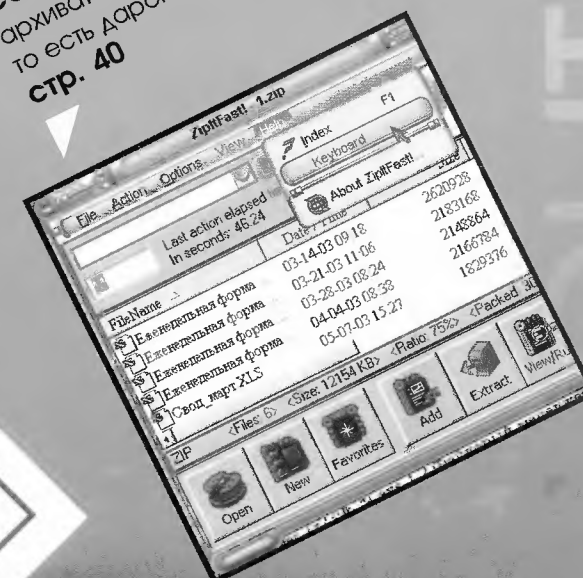 архива
то есть даро
стр. 40
ZipItFast! 1.zip
File Action Options View Help
Index F1
Keyboard
About ZipItFast!
Last action elapsed
In seconds: 46.24
FileName Date / Time Size
Еженедельная форма 03-14-03 09:18 2620928
Еженедельная форма 03-21-03 11:06 2183168
Еженедельная форма 03-28-03 08:24 2148864
Еженедельная форма 04-04-03 08:38 2166784
Свод_март.XLS 05-07-03 15:27 1829376
ZIP <Files: 6> <Size: 12154 KB> <Ratio: 75%> <Packed: 30
Open New Favorites Add Extract View/Ru